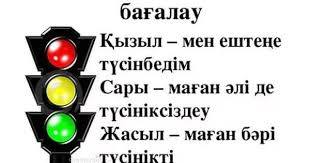 бағалау
Қызыл – мен ештеңе
түсінбедім
Сары – маған әлі де
түсініксіздеу
Жасыл – маған бәрі
түсінікті